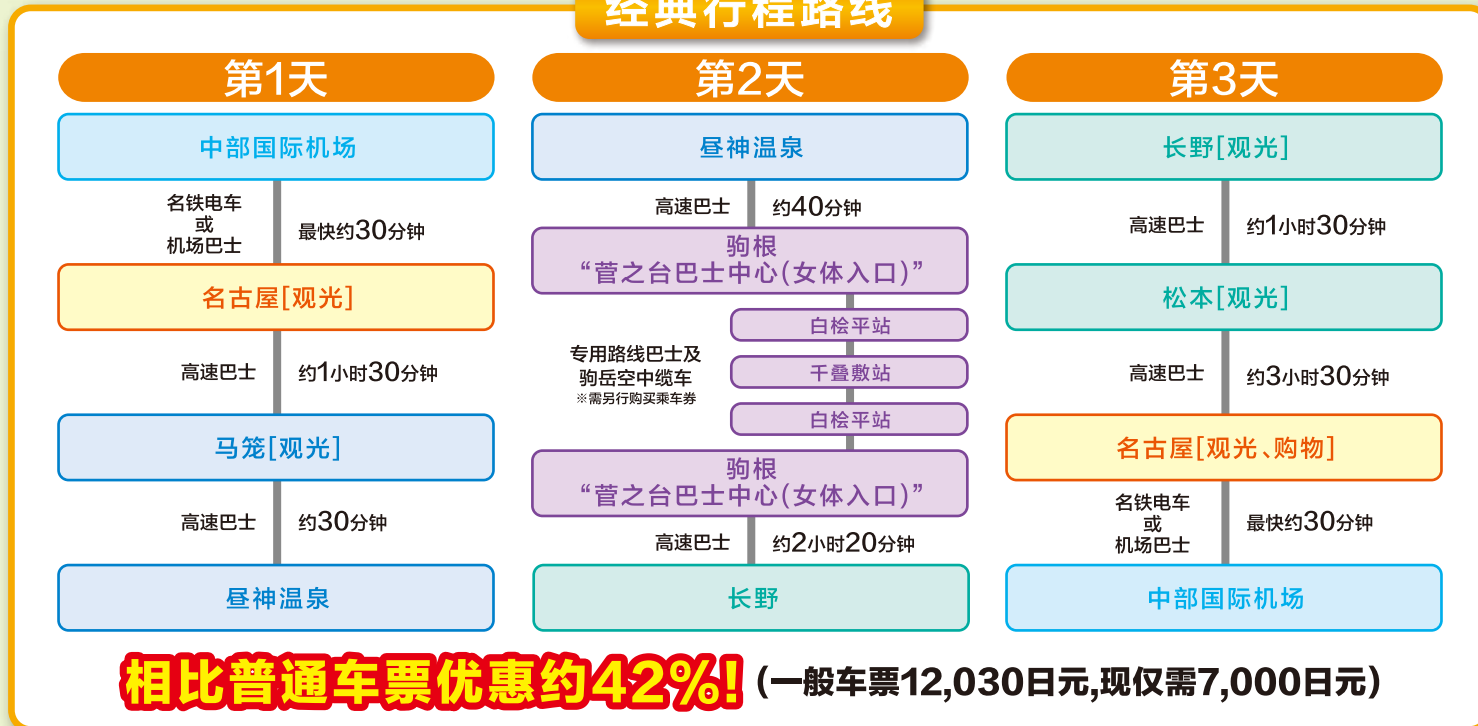 经典行程路线
第1天
中部国际机场
名铁电车
或
机场巴士
最快约30分钟
名古屋[观光]
高速巴士
约1小时30分钟
马笼[观光]
高速巴士
约30分钟
昼神温泉
第2天
昼神温泉
高速巴士
约40分钟
驹根
“菅之台巴士中心(女体入口)”
白桧平站
专用路线巴士及
驹岳空中缆车
※需另行购买乘车券
千叠敷站
白桧平站
驹根
“菅之台巴士中心(女体入口)”
高速巴士
约2小时20分钟
长野
第3天
长野[观光]
高速巴士
约1小时30分钟
松本[观光]
高速巴士
约3小时30分钟
名古屋[观光、购物]
名铁电车
或
机场巴士
最快约30分钟
中部国际机场
相比普通车票优惠约42%!(一般车票12,030日元,现仅需7,000日元)